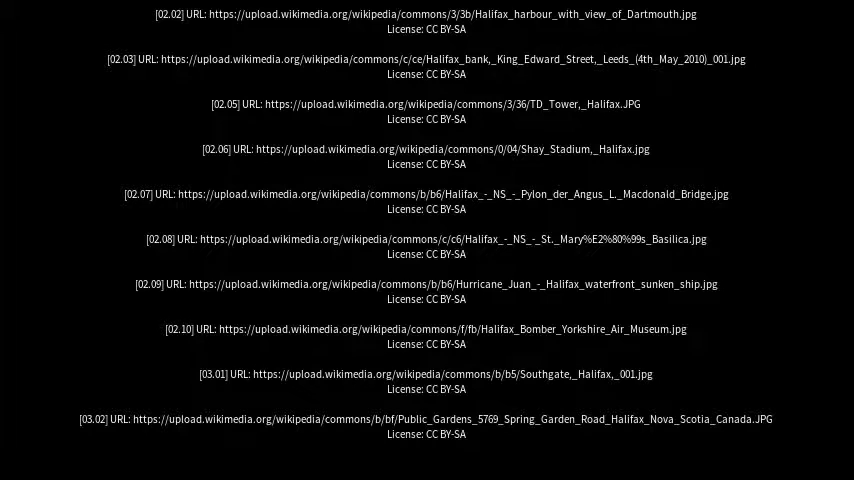 [02.02] URL: https://upload.wikimedia.org/wikipedia/commons/3/3b/Halifax_harbour_with_view_of_Dartmouth.jpg
License: CC BY-SA
[02.03] URL: https://upload.wikimedia.org/wikipedia/commons/c/ce/Halifax_bank,_King_Edward_Street,_Leeds_(4th_May_2010)_001.jpg
License: CC BY-SA
[02.05] URL: https://upload.wikimedia.org/wikipedia/commons/3/36/TD_Tower,_Halifax.JPG
License: CC BY-SA
[02.06] URL: https://upload.wikimedia.org/wikipedia/commons/0/04/Shay_Stadium,_Halifax.jpg
License: CC BY-SA
[02.07] URL: https://upload.wikimedia.org/wikipedia/commons/b/b6/Halifax_-_NS_-_Pylon_der_Angus_L._Macdonald_Bridge.jpg
License: CC BY-SA
[02.08] URL: https://upload.wikimedia.org/wikipedia/commons/c/c6/Halifax_-_NS_-_St._Mary%E2%80%99s_Basilica.jpg
License: CC BY-SA
[02.09] URL: https://upload.wikimedia.org/wikipedia/commons/b/b6/Hurricane_Juan_-_Halifax_waterfront_sunken_ship.jpg
License: CC BY-SA
[02.10] URL: https://upload.wikimedia.org/wikipedia/commons/f/fb/Halifax_Bomber_Yorkshire_Air_Museum.jpg
License: CC BY-SA
[03.01] URL: https://upload.wikimedia.org/wikipedia/commons/b/b5/Southgate,_Halifax,_001.jpg
License: CC BY-SA
[03.02] URL: https://upload.wikimedia.org/wikipedia/commons/b/bf/Public_Gardens_5769_Spring_Garden_Road_Halifax_Nova_Scotia_Canada.JPG
License: CC BY-SA